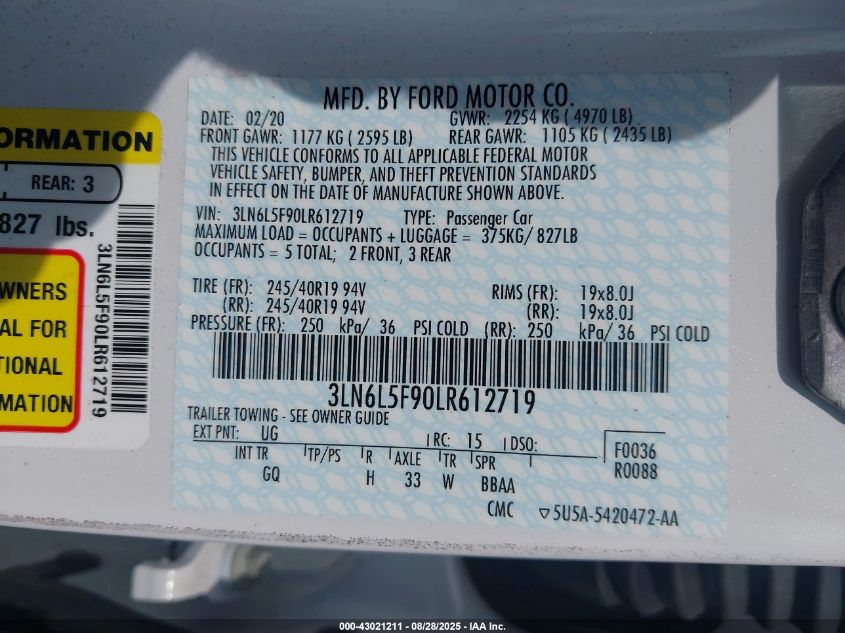 MFD. BY FORD MOTOR CO.
DATE: 02/20 GVWR: 2254 KG ( 4970 LB)
FRONT GAWR: 1177 KG ( 2595 LB) REAR GAWR: 1105 KG ( 2435 LB)
THIS VEHICLE CONFORMS TO ALL APPLICABLE FEDERAL MOTOR
VEHICLE SAFETY, BUMPER, AND THEFT PREVENTION STANDARDS
IN EFFECT ON THE DATE OF MANUFACTURE SHOWN ABOVE.
VIN: 3LN6L5F90LR612719 TYPE: Passenger Car
MAXIMUM LOAD = OCCUPANTS + LUGGAGE = 375KG/ 827LB
OCCUPANTS = 5 TOTAL; 2 FRONT, 3 REAR
TIRE (FR): 245/40R19 94V RIMS (FR): 19x8.0J
(RR): 245/40R19 94V (RR): 19x8.0J
PRESSURE (FR): 250 kPa/ 36 PSI COLD (RR): 250 kPa/ 36 PSI COLD
3LN6L5F90LR612719
TRAILER TOWING - SEE OWNER GUIDE
EXT PNT: UG RC: 15 DSO: F0036
R0088
INT TR TP/PS R AXLE TR SPR
GQ H 33 W BBAA
CMC ▽5U5A-5420472-AA
ORMATION
REAR: 3
827 lbs.
3LN6L5F90LR612719
WNERS
AL FOR
TIONAL
MATION
000-43021211 - 08/28/2025 - IAA Inc.